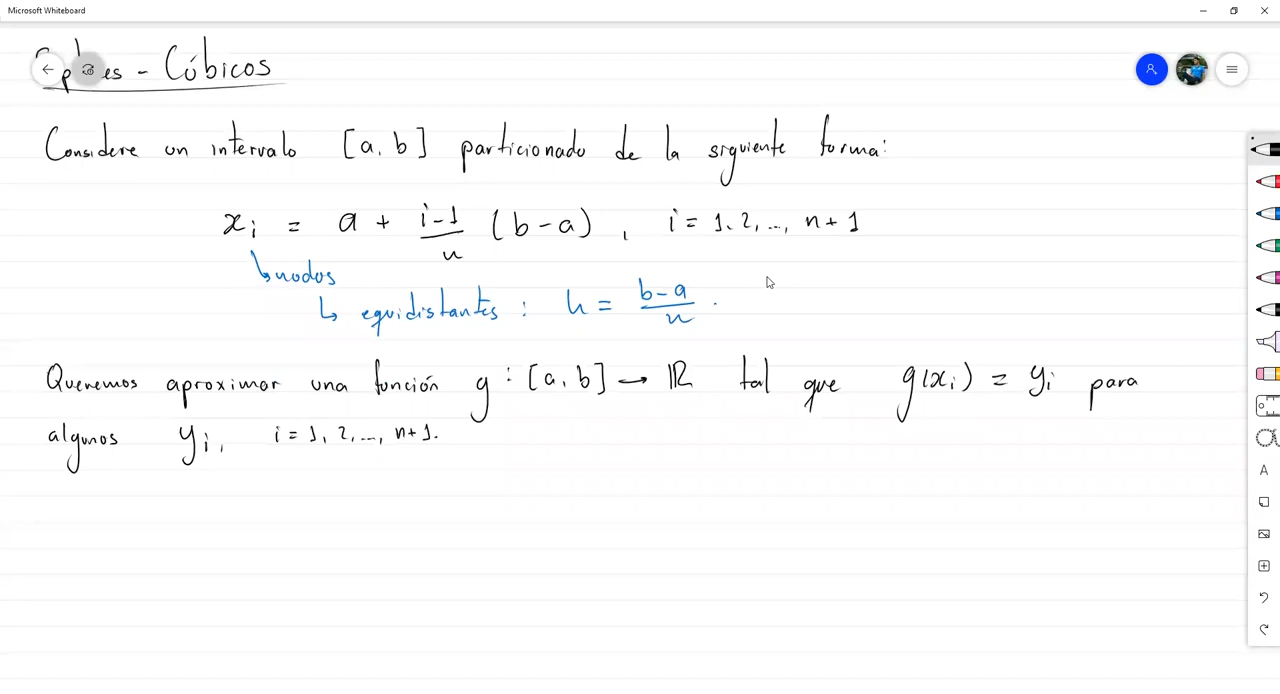 Microsoft Whiteboard
- Cúbicos
Considere un intervalo [a, b] particionado de la siguiente forma:
xᵢ = a + (i-1)/n (b-a), i = 1, 2, ..., n+1
↳ nodos
↳ equidistantes: h = (b-a)/n.
Queremos aproximar una función g: [a, b] → ℝ tal que g(xᵢ) = yᵢ para
algunos yᵢ, i = 1, 2, ..., n+1.
A